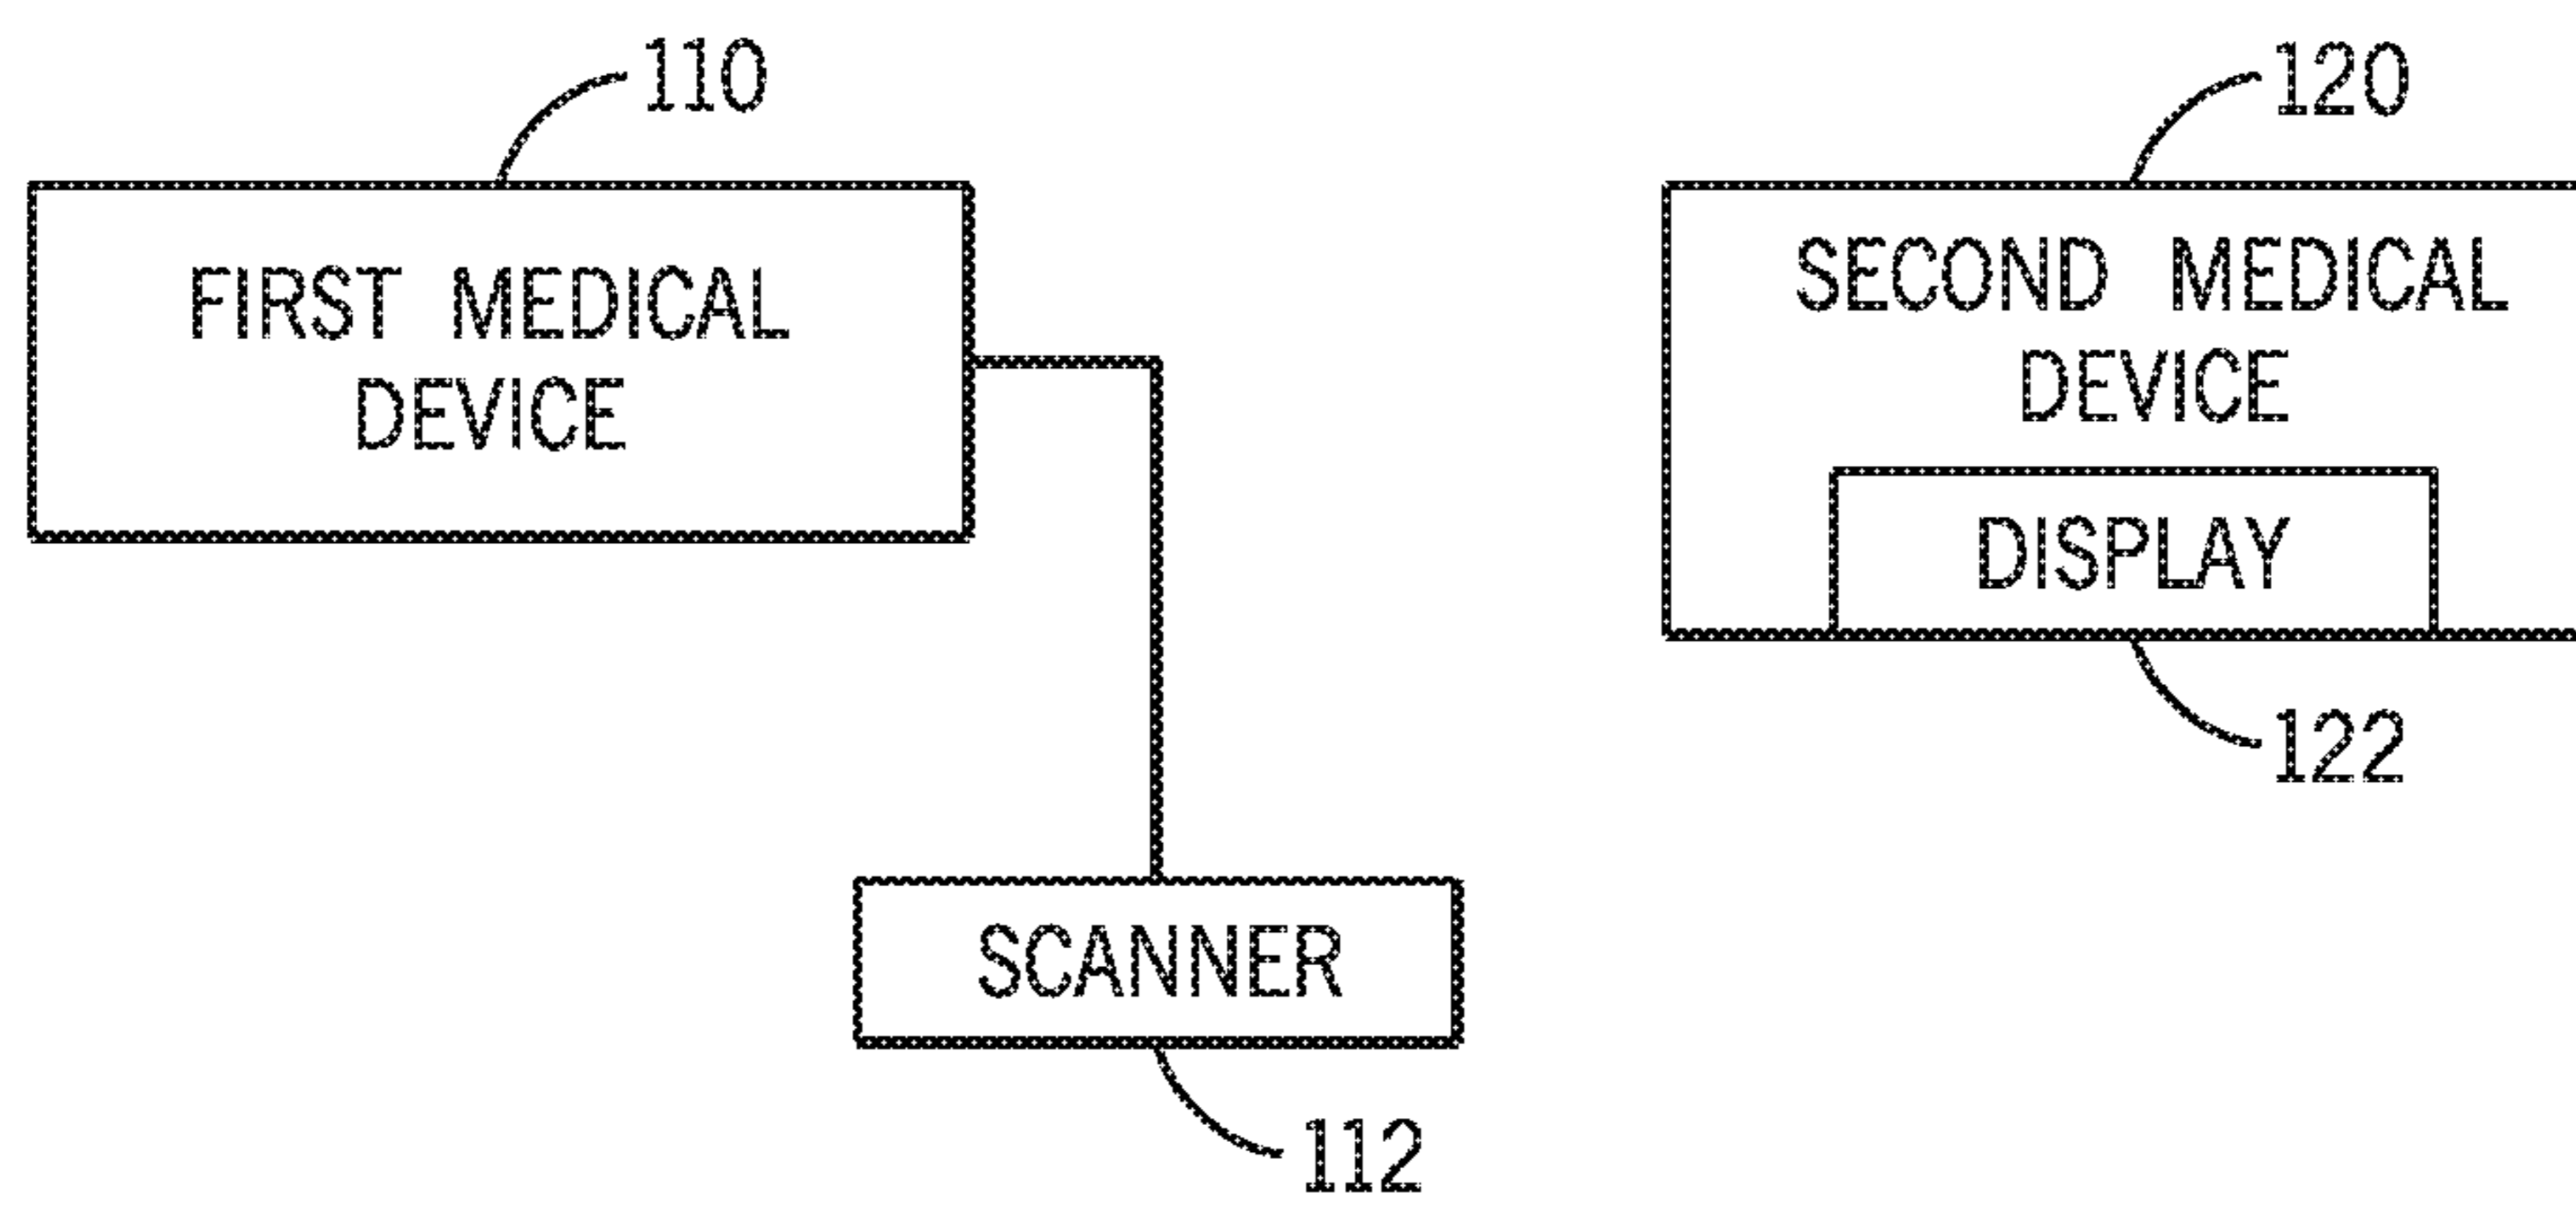 110
FIRST MEDICAL
DEVICE
120
SECOND MEDICAL
DEVICE
DISPLAY
122
SCANNER
112